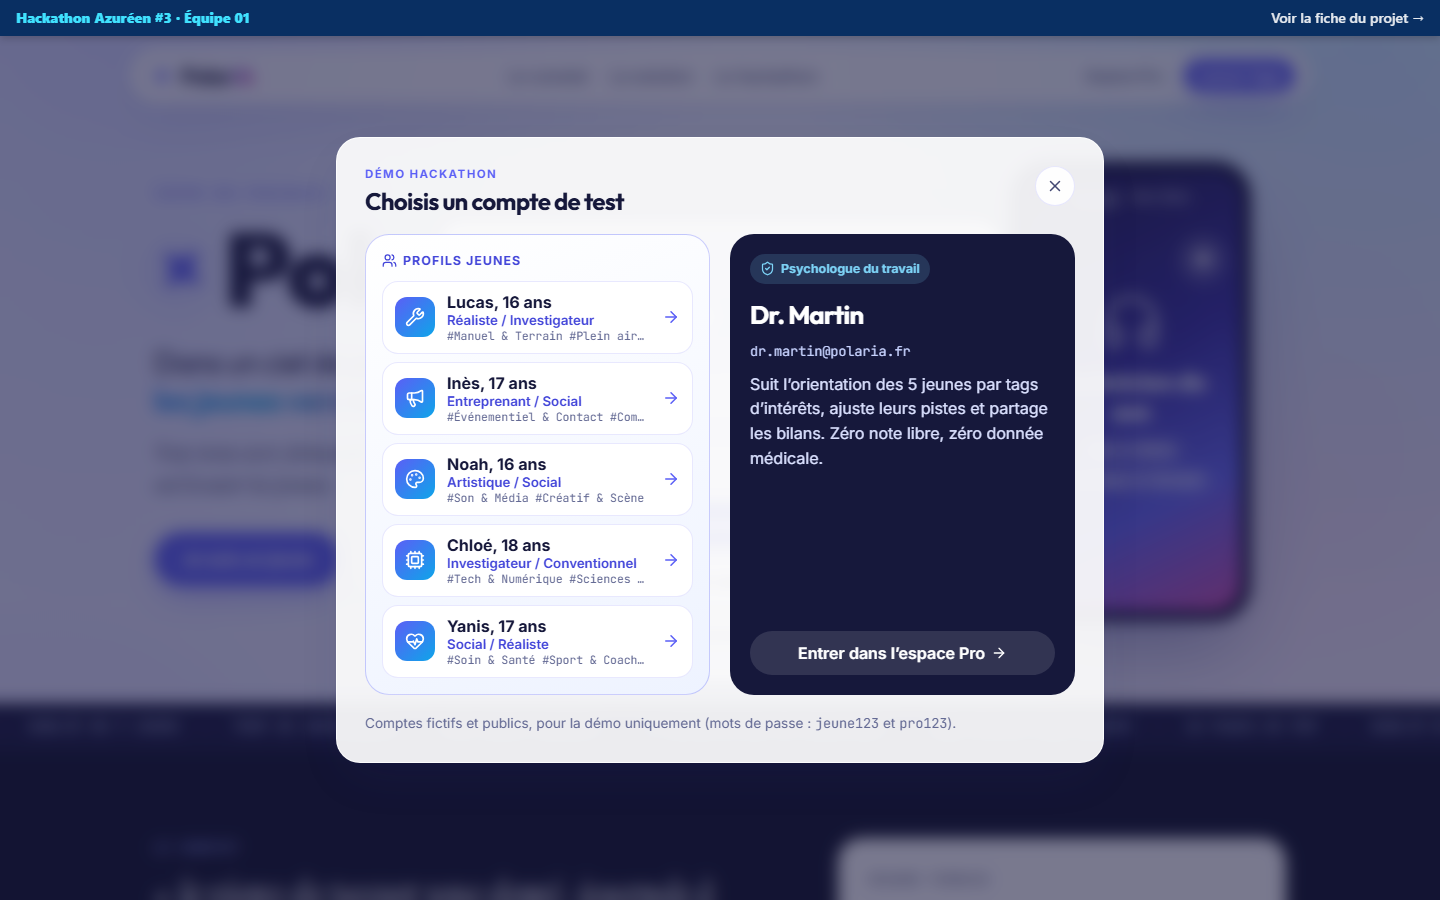 Hackathon Azuréen #3 · Équipe 01
Voir la fiche du projet →
DÉMO HACKATHON
Choisis un compte de test
PROFILS JEUNES
Lucas, 16 ans
Réaliste / Investigateur
#Manuel & Terrain #Plein air…
Inès, 17 ans
Entreprenant / Social
#Événementiel & Contact #Com…
Noah, 16 ans
Artistique / Social
#Son & Média #Créatif & Scène
Chloé, 18 ans
Investigateur / Conventionnel
#Tech & Numérique #Sciences …
Yanis, 17 ans
Social / Réaliste
#Soin & Santé #Sport & Coach…
Psychologue du travail
Dr. Martin
dr.martin@polaria.fr
Suit l’orientation des 5 jeunes par tags
d’intérêts, ajuste leurs pistes et partage
les bilans. Zéro note libre, zéro donnée
médicale.
Entrer dans l’espace Pro →
Comptes fictifs et publics, pour la démo uniquement (mots de passe : jeune123 et pro123).
Po